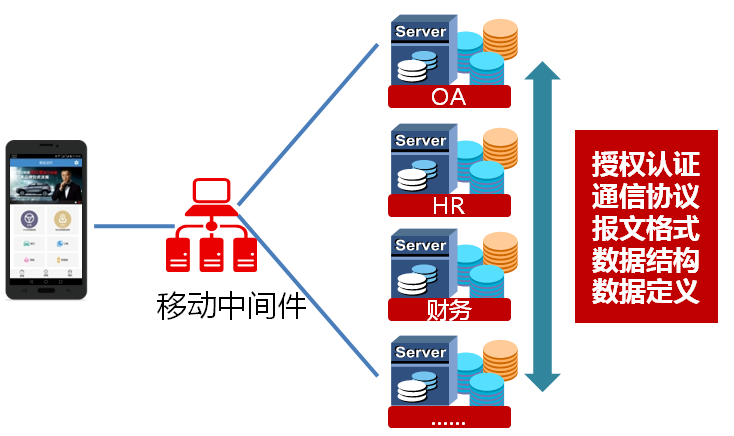 Server
OA
Server
HR
Server
财务
Server
......
移动中间件
授权认证
通信协议
报文格式
数据结构
数据定义